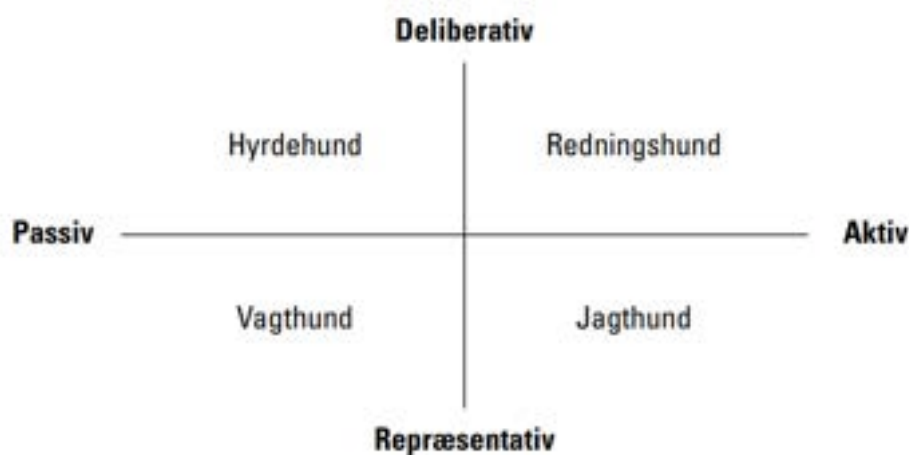 Deliberativ
Hyrdehund Redningshund
Passiv Aktiv
Vagthund Jagthund
Repræsentativ